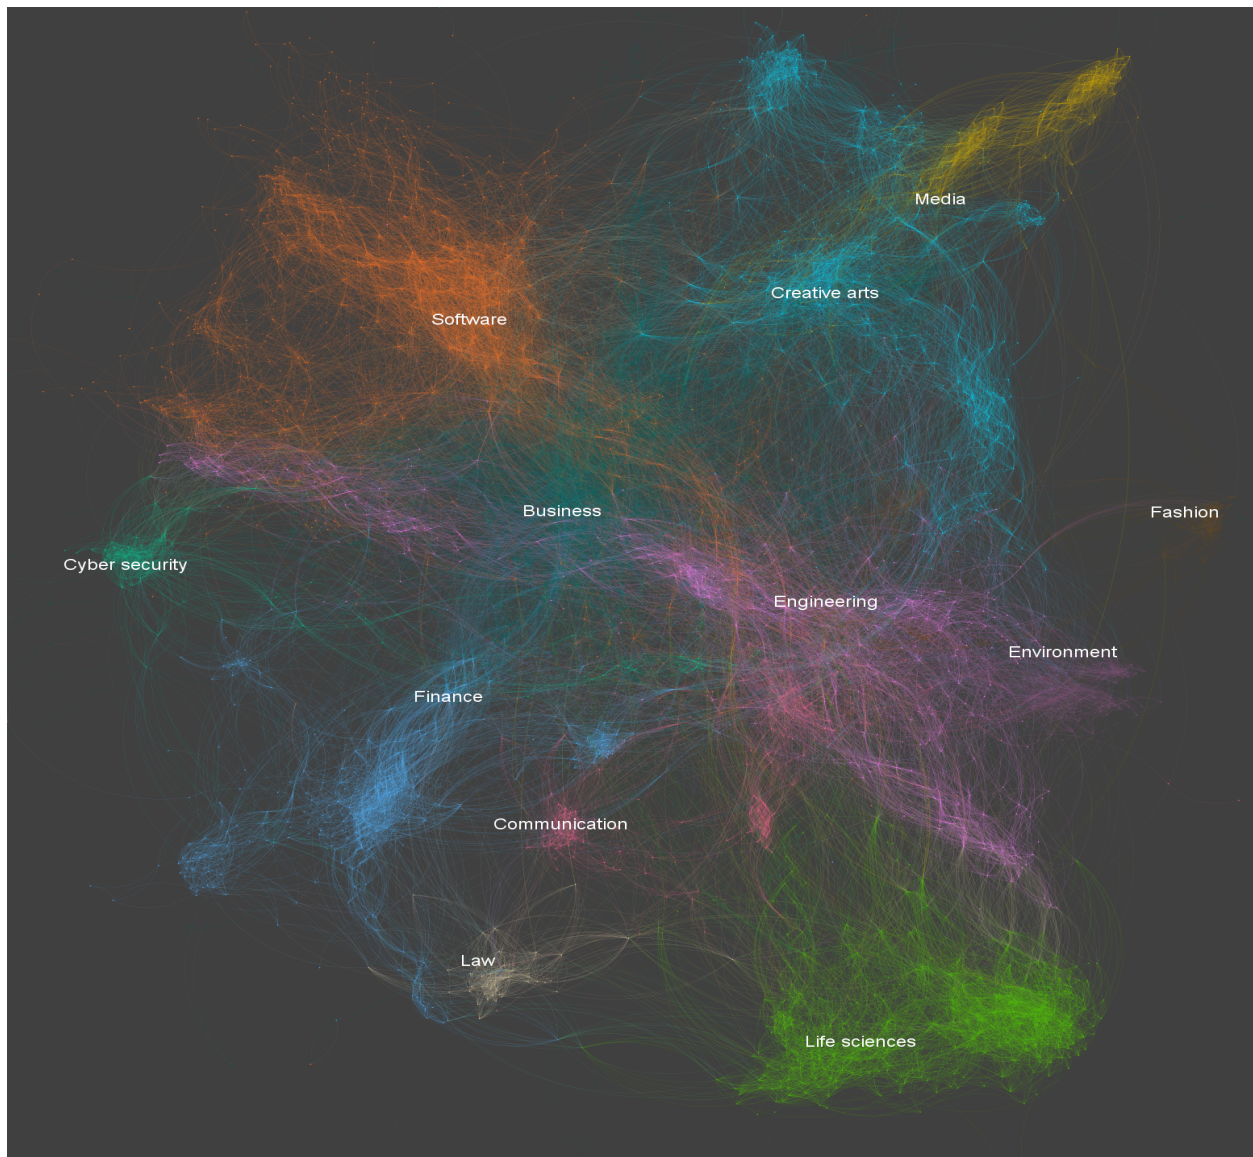 Media
Creative arts
Software
Business
Fashion
Cyber security
Engineering
Environment
Finance
Communication
Law
Life sciences